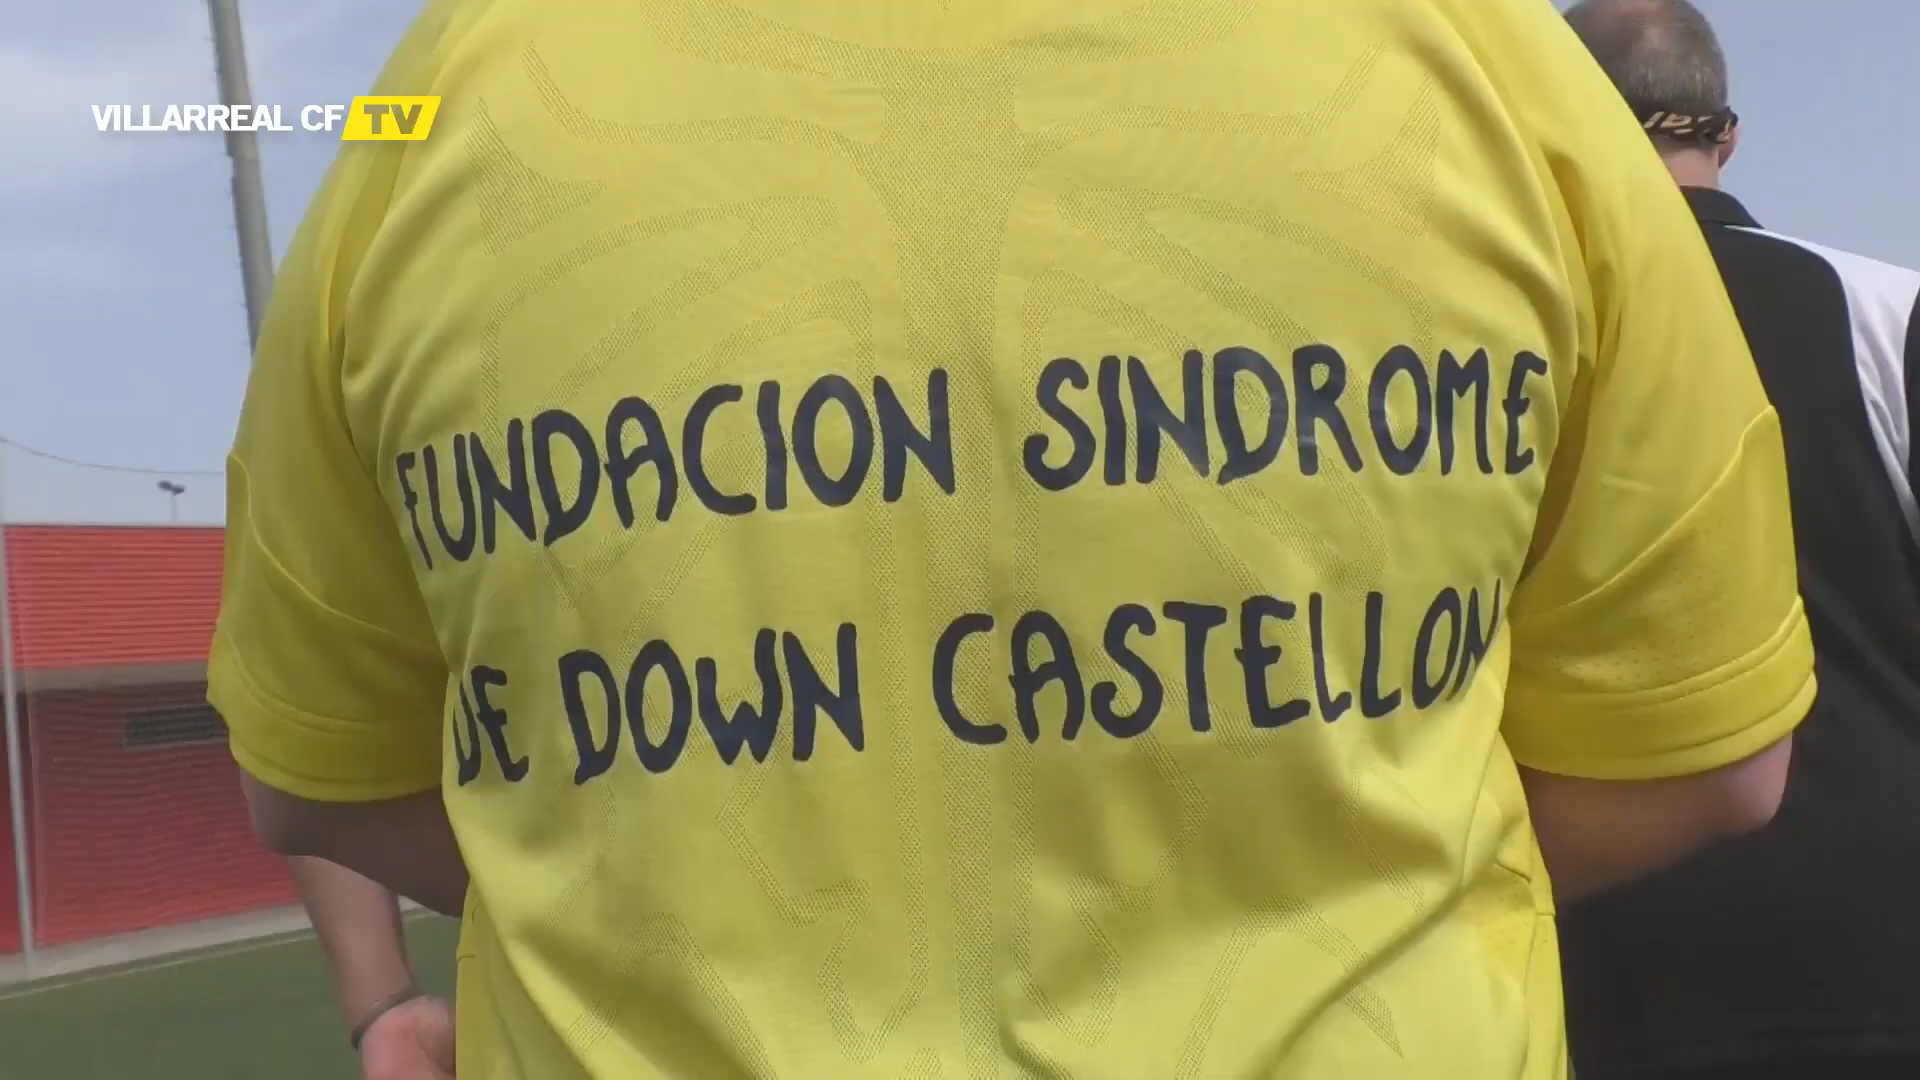 VILLARREAL CF TV
FUNDACION SINDROME
DE DOWN CASTELLON